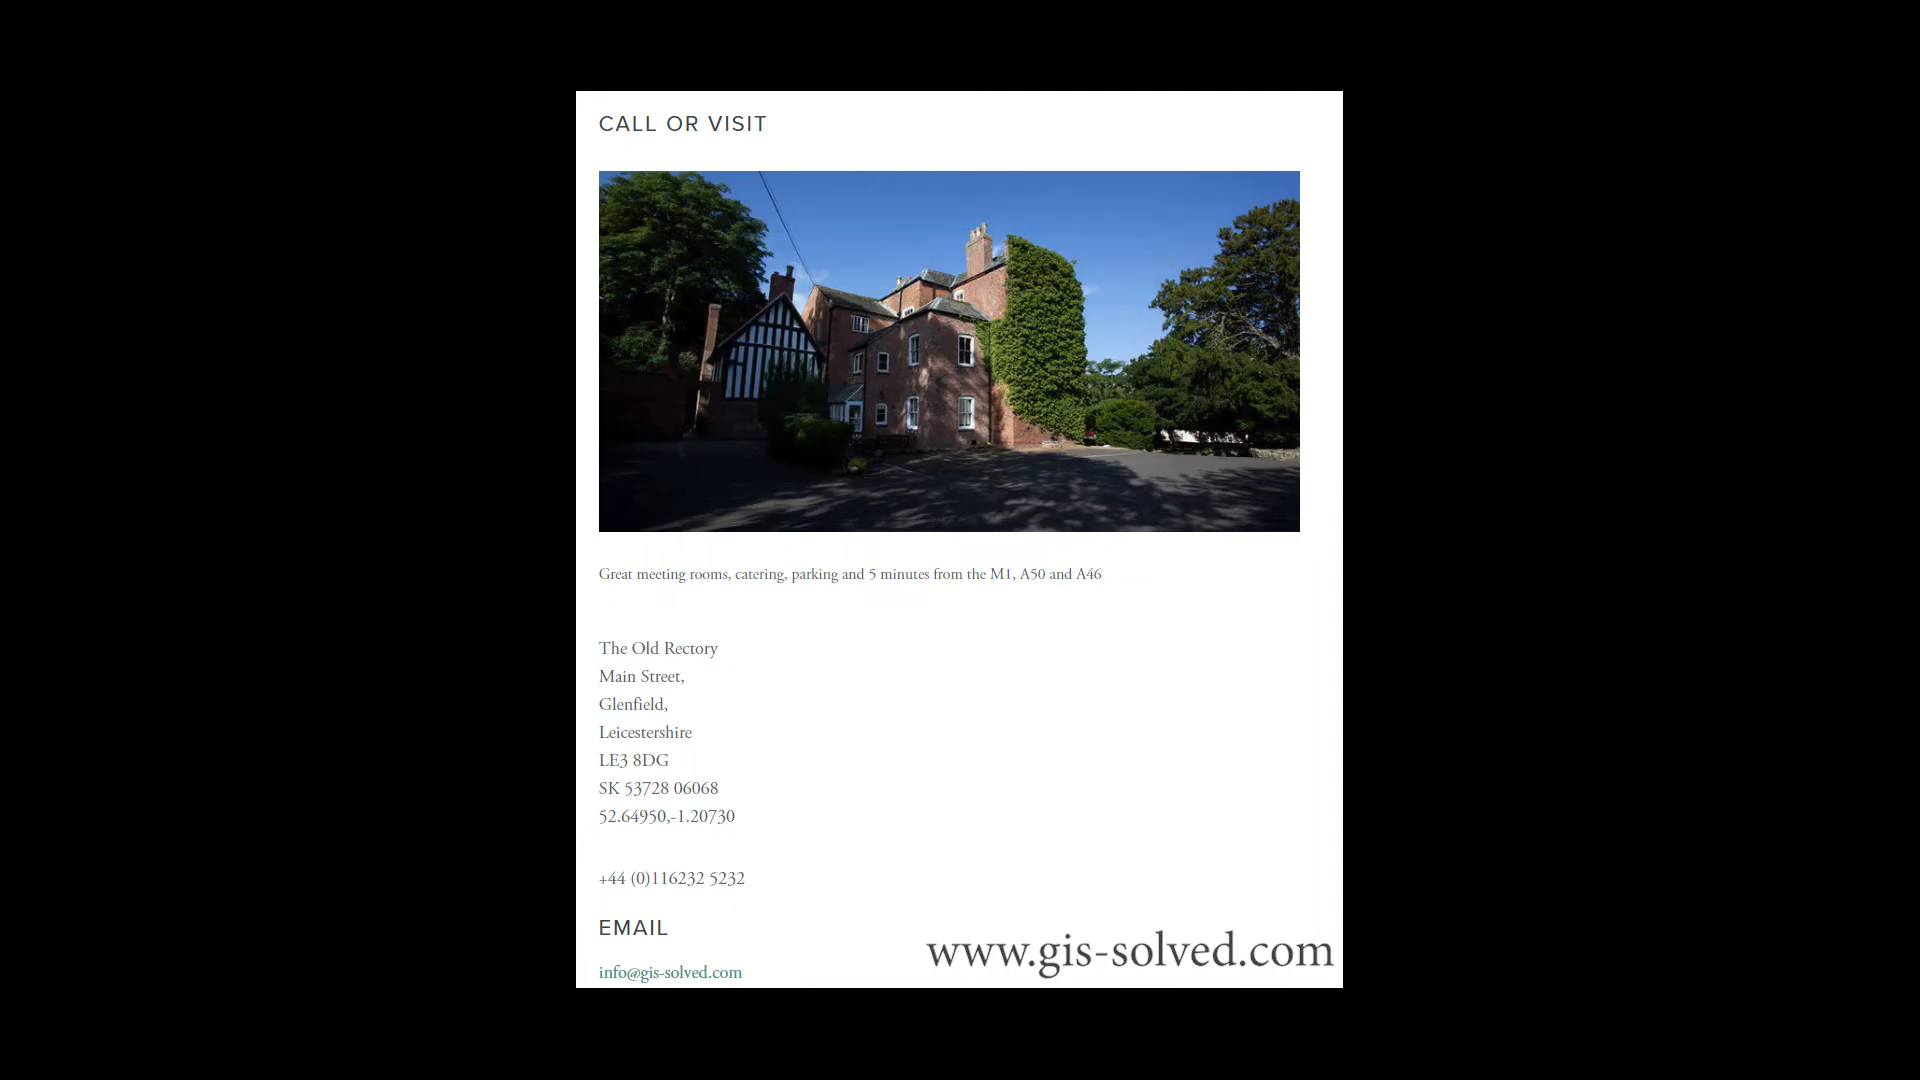 CALL OR VISIT
Great meeting rooms, catering, parking and 5 minutes from the M1, A50 and A46
The Old Rectory
Main Street,
Glenfield,
Leicestershire
LE3 8DG
SK 53728 06068
52.64950,-1.20730
+44 (0)116232 5232
EMAIL
info@gis-solved.com
www.gis-solved.com